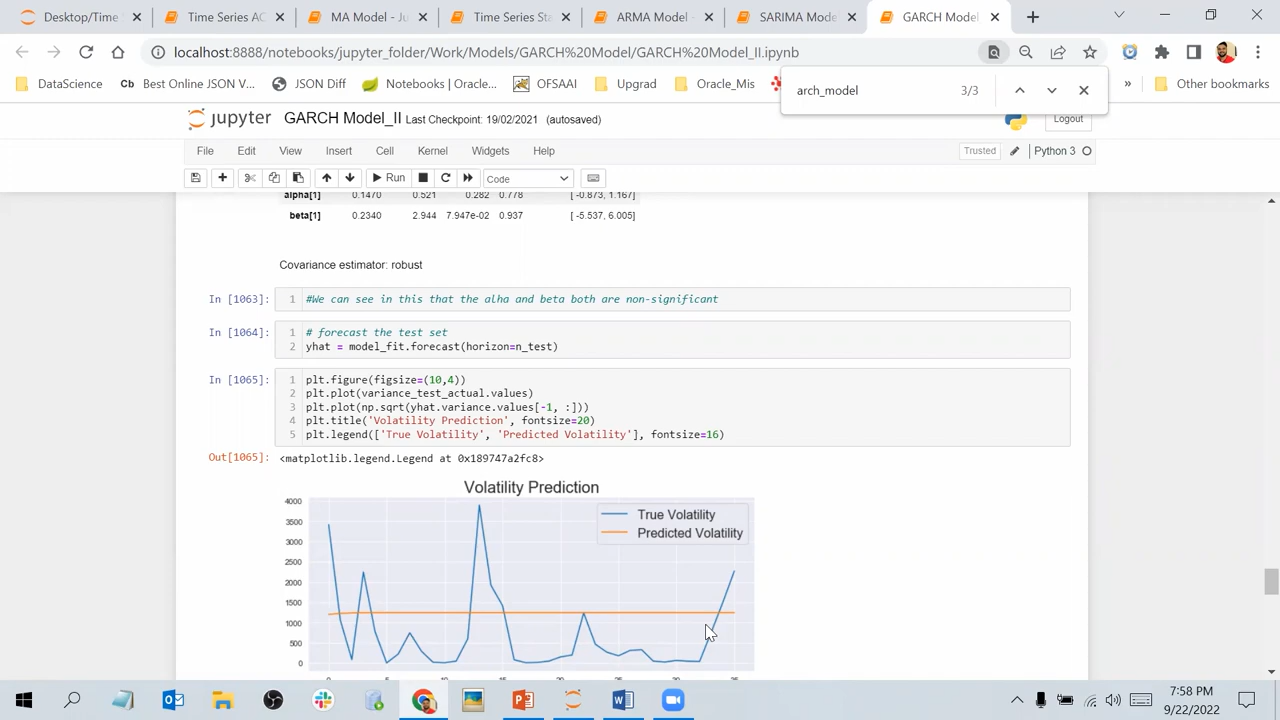 Desktop/Time
Time Series AC
MA Model - Ju
Time Series Sta
ARMA Model -
SARIMA Mode
GARCH Model
localhost:8888/notebooks/jupyter_folder/Work/Models/GARCH%20Model/GARCH%20Model_II.ipynb
DataScience
Cb Best Online JSON V...
JSON Diff
Notebooks | Oracle...
OFSAAI
Upgrad
Oracle_Mis
» Other bookmarks
arch_model 3/3
jupyter GARCH Model_II Last Checkpoint: 19/02/2021 (autosaved)
Logout
File Edit View Insert Cell Kernel Widgets Help
Trusted Python 3
Run Code
alpha[1] 0.1470 0.521 0.282 0.778 [ -0.873, 1.167]
beta[1] 0.2340 2.944 7.947e-02 0.937 [ -5.537, 6.005]
Covariance estimator: robust
In [1063]: 1 #We can see in this that the alha and beta both are non-significant
In [1064]: 1 # forecast the test set
2 yhat = model_fit.forecast(horizon=n_test)
In [1065]: 1 plt.figure(figsize=(10,4))
2 plt.plot(variance_test_actual.values)
3 plt.plot(np.sqrt(yhat.variance.values[-1, :]))
4 plt.title('Volatility Prediction', fontsize=20)
5 plt.legend(['True Volatility', 'Predicted Volatility'], fontsize=16)
Out[1065]: <matplotlib.legend.Legend at 0x189747a2fc8>
Volatility Prediction
4000
3500
3000
2500
2000
1500
1000
500
0
True Volatility
Predicted Volatility
7:58 PM
9/22/2022